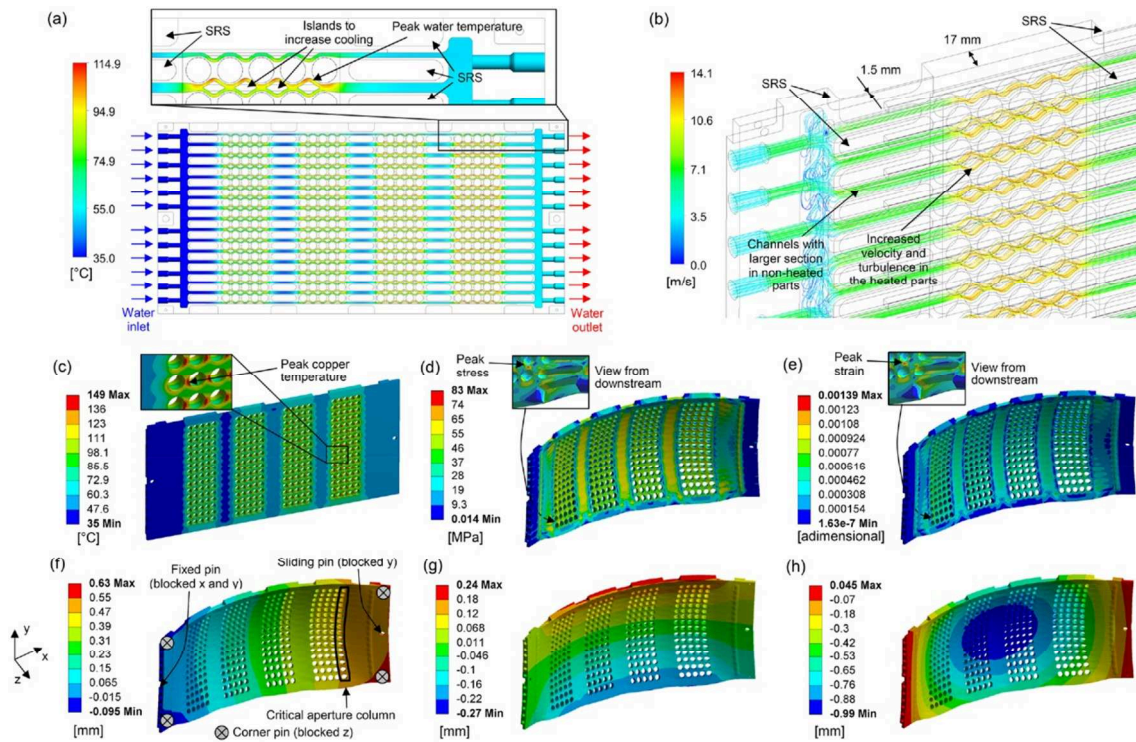 (a)
SRS
Islands to
increase cooling
Peak water temperature
SRS
114.9
94.9
74.9
55.0
35.0
[°C]
Water
inlet
Water
outlet
(b)
SRS
17 mm
1.5 mm
SRS
14.1
10.6
7.1
3.5
0.0
[m/s]
Channels with
larger section
in non-heated
parts
Increased
velocity and
turbulence in
the heated parts
(c)
Peak copper
temperature
149 Max
136
123
111
98.1
86.6
72.9
60.3
47.6
35 Min
[°C]
(d)
Peak
stress
View from
downstream
83 Max
74
65
55
46
37
28
19
9.3
0.014 Min
[MPa]
(e)
Peak
strain
View from
downstream
0.00139 Max
0.00123
0.00108
0.000924
0.00077
0.000616
0.000462
0.000308
0.000154
1.63e-7 Min
[adimensional]
(f)
Fixed pin
(blocked x and y)
Sliding pin (blocked y)
0.63 Max
0.55
0.47
0.39
0.31
0.23
0.15
0.065
-0.015
-0.095 Min
[mm]
y
x
z
Critical aperture column
Corner pin (blocked z)
(g)
0.24 Max
0.18
0.12
0.068
0.011
-0.046
-0.1
-0.16
-0.22
-0.27 Min
[mm]
(h)
0.045 Max
-0.07
-0.3
-0.42
-0.53
-0.65
-0.76
-0.88
-0.99 Min
[mm]